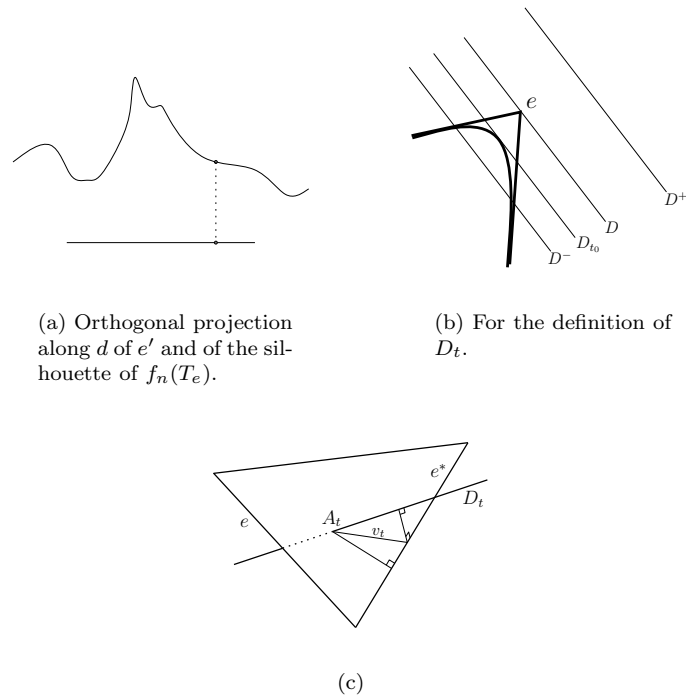 e
D⁺
D
D_{t_0}
D⁻
(a) Orthogonal projection
along d of e′ and of the sil-
houette of f_n(T_e).
(b) For the definition of
D_t.
e*
D_t
A_t
e
v_t
(c)